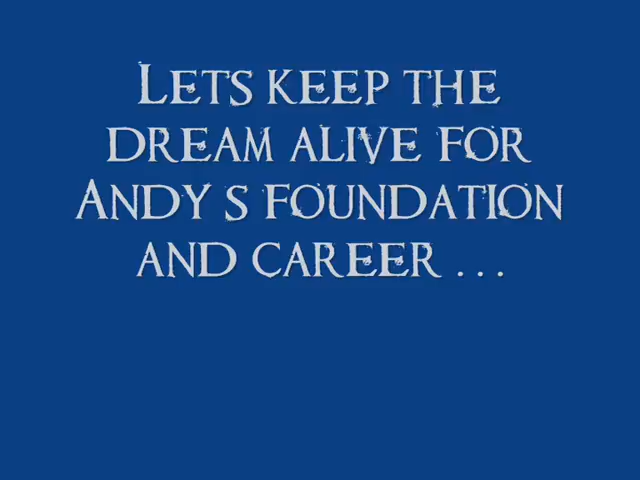 LETS KEEP THE
DREAM ALIVE FOR
ANDY S FOUNDATION
AND CAREER ...